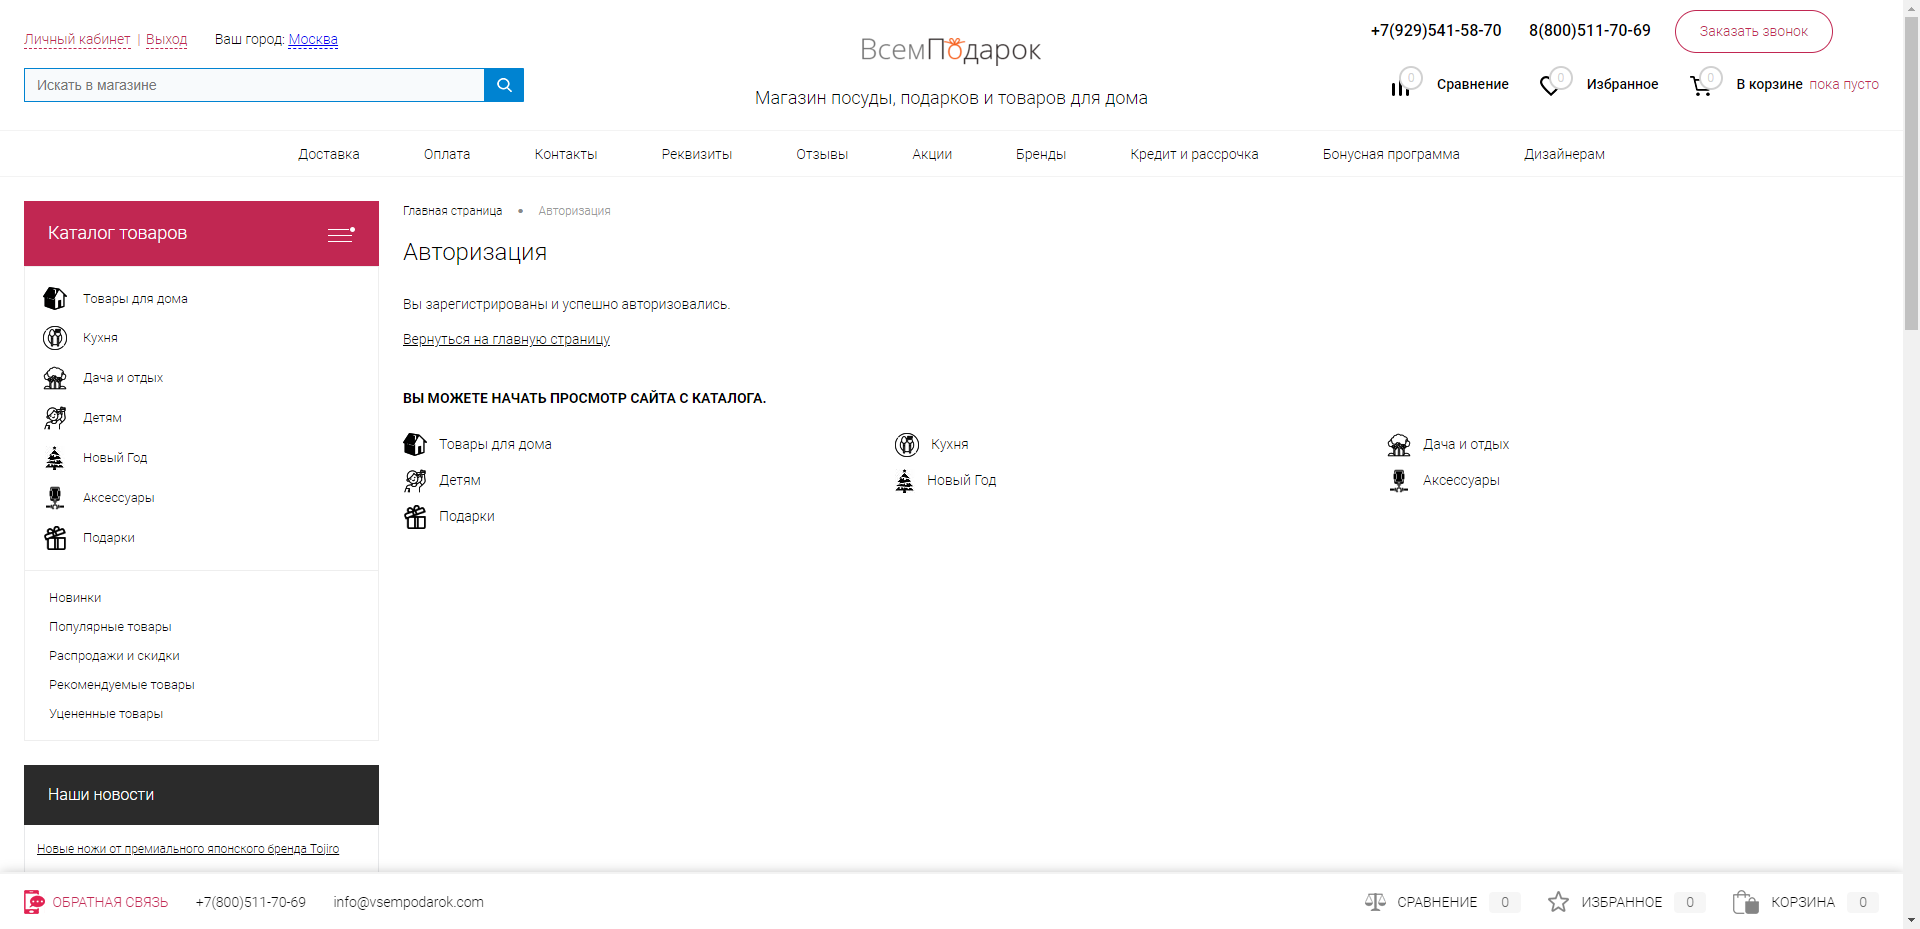 Личный кабинет | Выход Ваш город: Москва
Искать в магазине
ВсемПодарок
Магазин посуды, подарков и товаров для дома
+7(929)541-58-70 8(800)511-70-69 Заказать звонок
0 Сравнение 0 Избранное 0 В корзине пока пусто
Доставка Оплата Контакты Реквизиты Отзывы Акции Бренды Кредит и рассрочка Бонусная программа Дизайнерам
Каталог товаров
Товары для дома
Кухня
Дача и отдых
Детям
Новый Год
Аксессуары
Подарки
Новинки
Популярные товары
Распродажи и скидки
Рекомендуемые товары
Уцененные товары
Наши новости
Новые ножи от премиального японского бренда Tojiro
Главная страница • Авторизация
Авторизация
Вы зарегистрированы и успешно авторизовались.
Вернуться на главную страницу
ВЫ МОЖЕТЕ НАЧАТЬ ПРОСМОТР САЙТА С КАТАЛОГА.
Товары для дома Кухня Дача и отдых
Детям Новый Год Аксессуары
Подарки
ОБРАТНАЯ СВЯЗЬ +7(800)511-70-69 info@vsempodarok.com СРАВНЕНИЕ 0 ИЗБРАННОЕ 0 КОРЗИНА 0